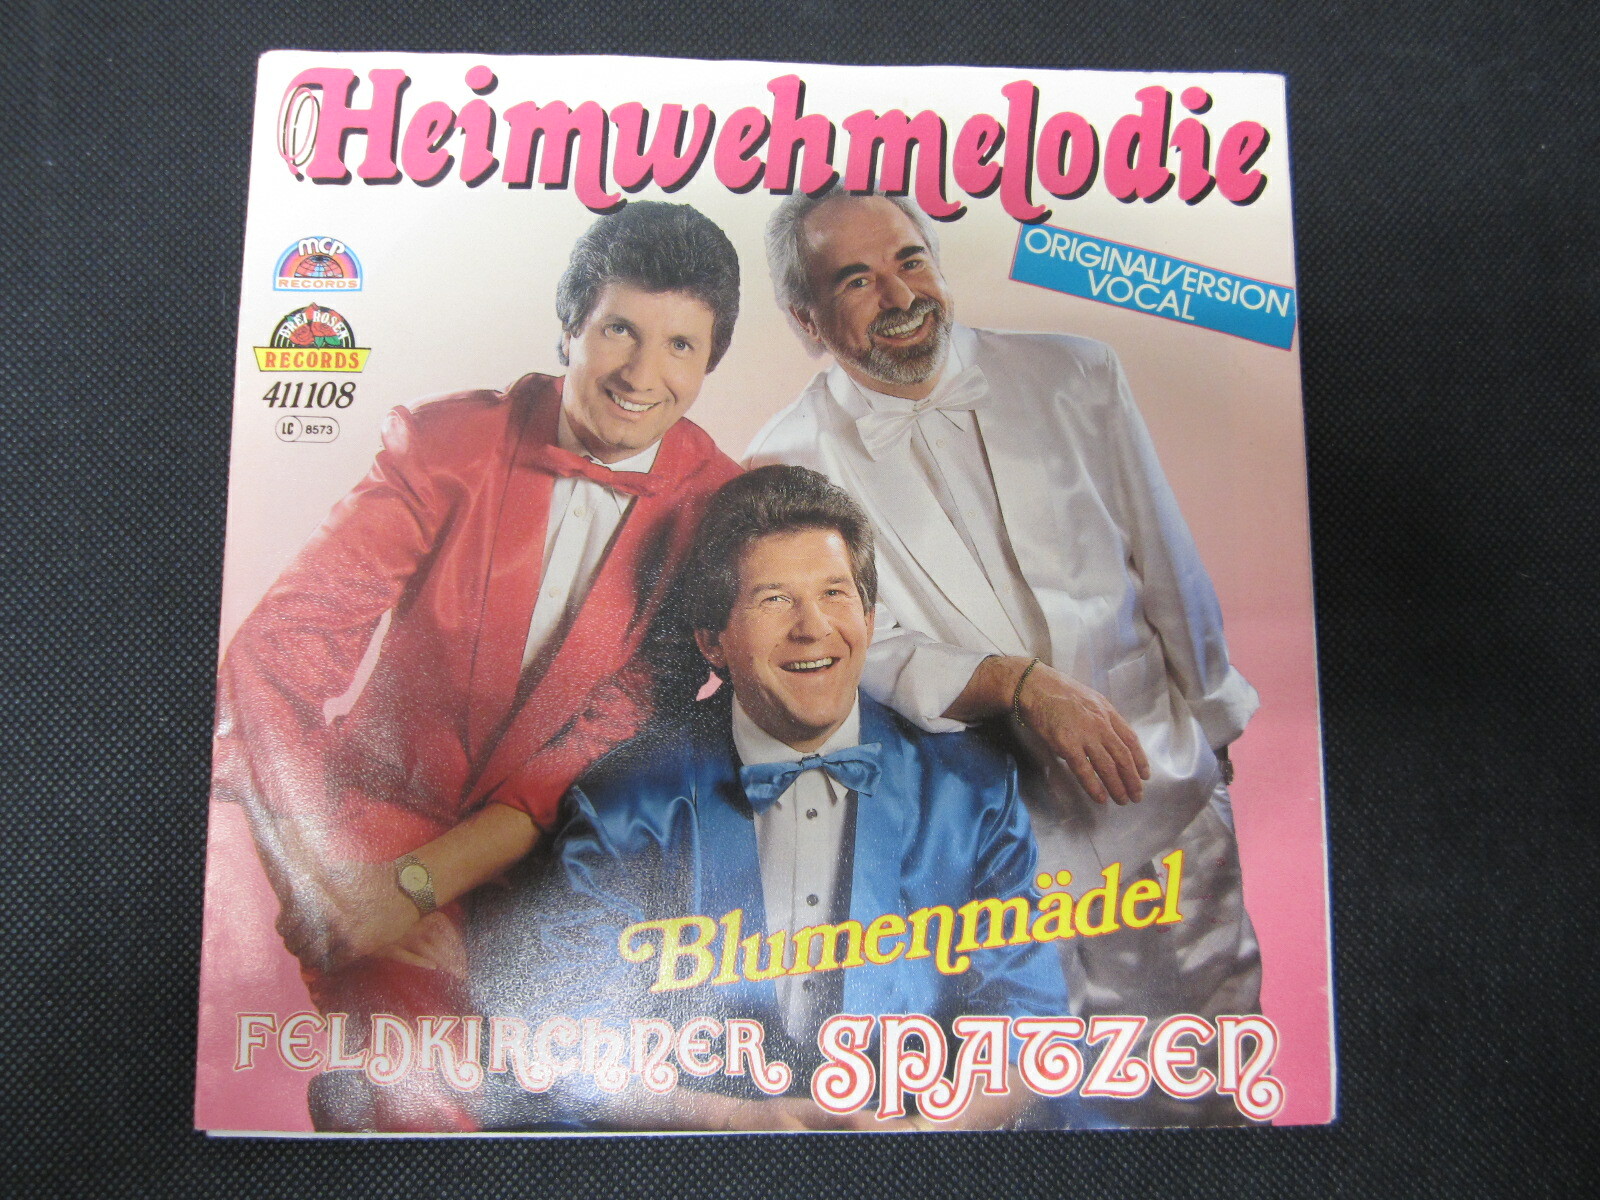 Heimwehmelodie
ORIGINALVERSION
VOCAL
MCP
RECORDS
DREI ROSEN
RECORDS
411108
LC 8573
Blumenmädel
FELDKIRCHNER SPATZEN